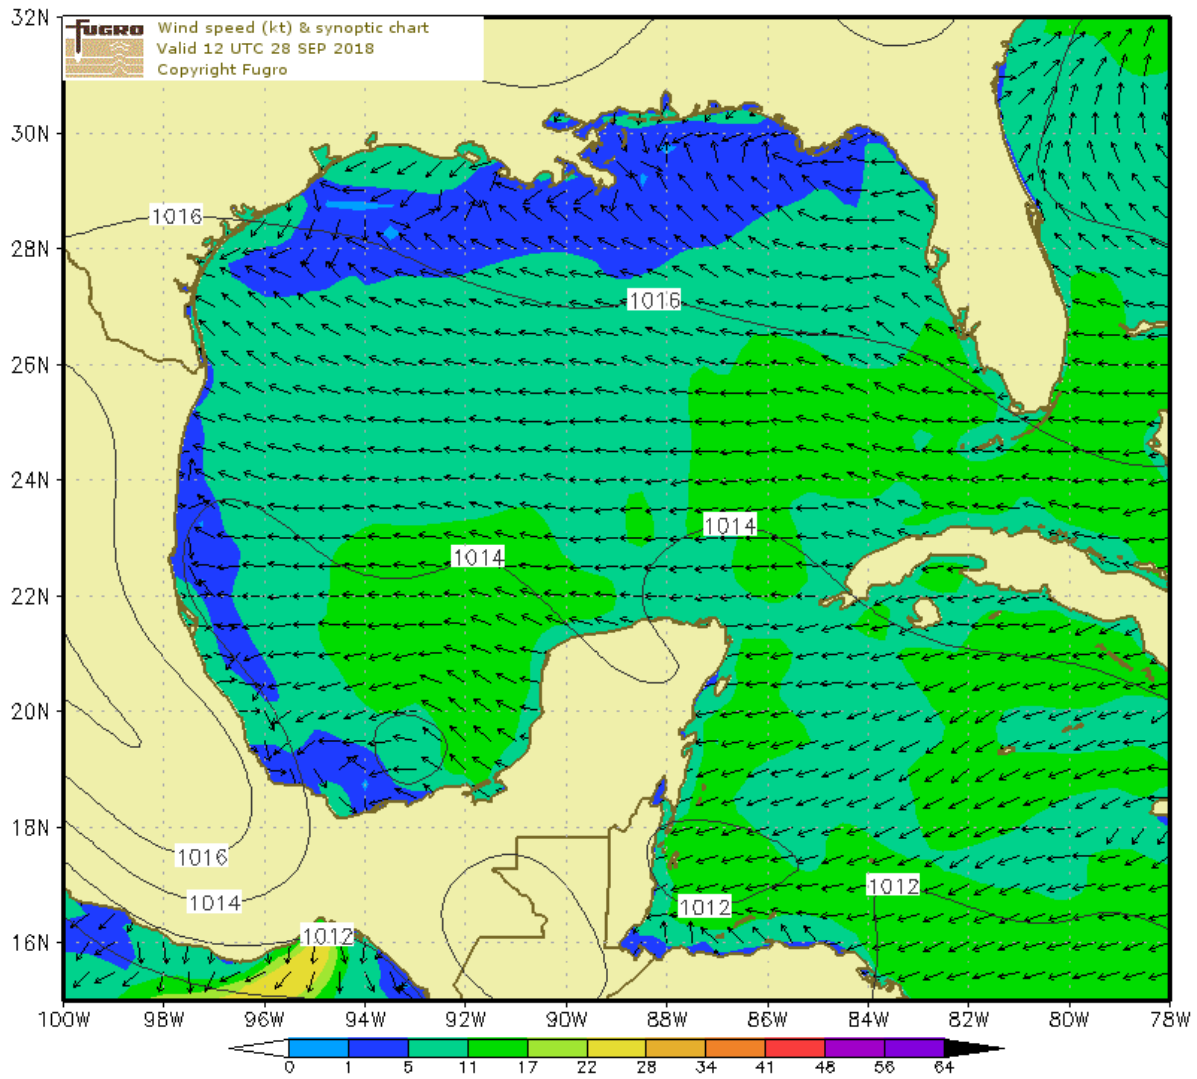 32N
FUGRO
Wind speed (kt) & synoptic chart
Valid 12 UTC 28 SEP 2018
Copyright Fugro
30N
1016
28N
1016
26N
24N
1014
1014
22N
20N
18N
1016
1012
1014
1012
1012
16N
100W 98W 96W 94W 92W 90W 88W 86W 84W 82W 80W 78W
0 1 5 11 17 22 28 34 41 48 56 64